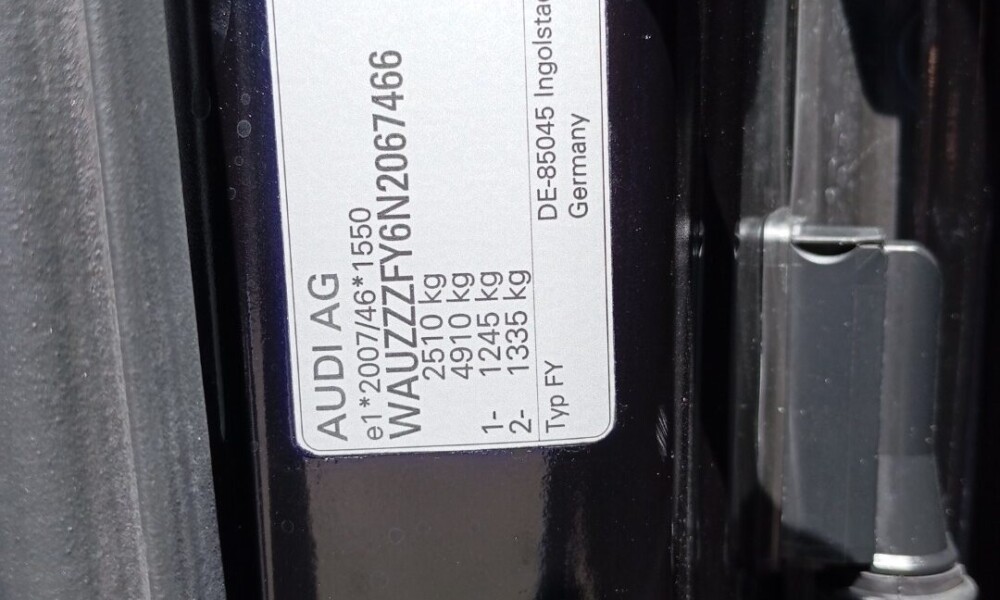 AUDI AG
e1*2007/46*1550
WAUZZZFY6N2067466
2510 kg
4910 kg
1- 1245 kg
2- 1335 kg
Typ FY
DE-85045
Germany